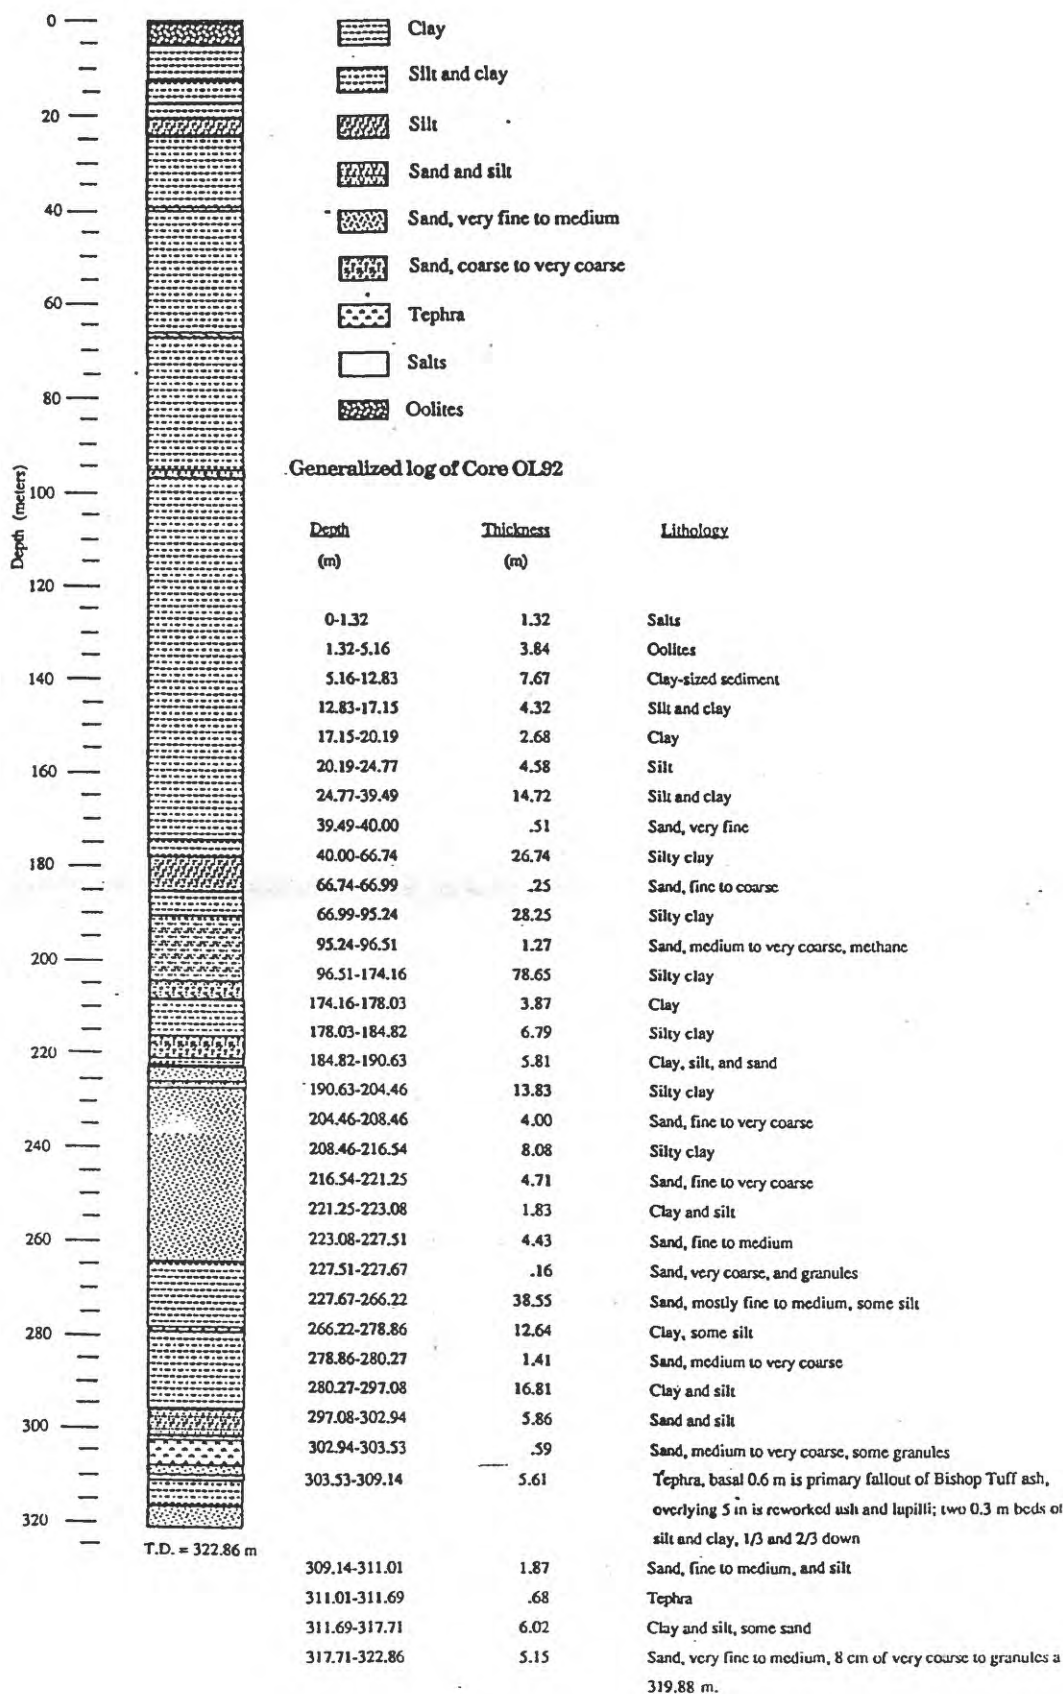 0
20
40
60
80
100
120
140
160
180
200
220
240
260
280
300
320
Depth (meters)
T.D. = 322.86 m
Clay
Silt and clay
Silt
Sand and silt
Sand, very fine to medium
Sand, coarse to very coarse
Tephra
Salts
Oolites
Generalized log of Core OL92
Depth Thickness Lithology
(m) (m)
0-1.32 1.32 Salts
1.32-5.16 3.84 Oolites
5.16-12.83 7.67 Clay-sized sediment
12.83-17.15 4.32 Silt and clay
17.15-20.19 2.68 Clay
20.19-24.77 4.58 Silt
24.77-39.49 14.72 Silt and clay
39.49-40.00 .51 Sand, very fine
40.00-66.74 26.74 Silty clay
66.74-66.99 .25 Sand, fine to coarse
66.99-95.24 28.25 Silty clay
95.24-96.51 1.27 Sand, medium to very coarse, methane
96.51-174.16 78.65 Silty clay
174.16-178.03 3.87 Clay
178.03-184.82 6.79 Silty clay
184.82-190.63 5.81 Clay, silt, and sand
190.63-204.46 13.83 Silty clay
204.46-208.46 4.00 Sand, fine to very coarse
208.46-216.54 8.08 Silty clay
216.54-221.25 4.71 Sand, fine to very coarse
221.25-223.08 1.83 Clay and silt
223.08-227.51 4.43 Sand, fine to medium
227.51-227.67 .16 Sand, very coarse, and granules
227.67-266.22 38.55 Sand, mostly fine to medium, some silt
266.22-278.86 12.64 Clay, some silt
278.86-280.27 1.41 Sand, medium to very coarse
280.27-297.08 16.81 Clay and silt
297.08-302.94 5.86 Sand and silt
302.94-303.53 .59 Sand, medium to very coarse, some granules
303.53-309.14 5.61 Tephra, basal 0.6 m is primary fallout of Bishop Tuff ash,
overlying 5 m is reworked ash and lapilli; two 0.3 m beds of
silt and clay, 1/3 and 2/3 down
309.14-311.01 1.87 Sand, fine to medium, and silt
311.01-311.69 .68 Tephra
311.69-317.71 6.02 Clay and silt, some sand
317.71-322.86 5.15 Sand, very fine to medium, 8 cm of very course to granules a
319.88 m.